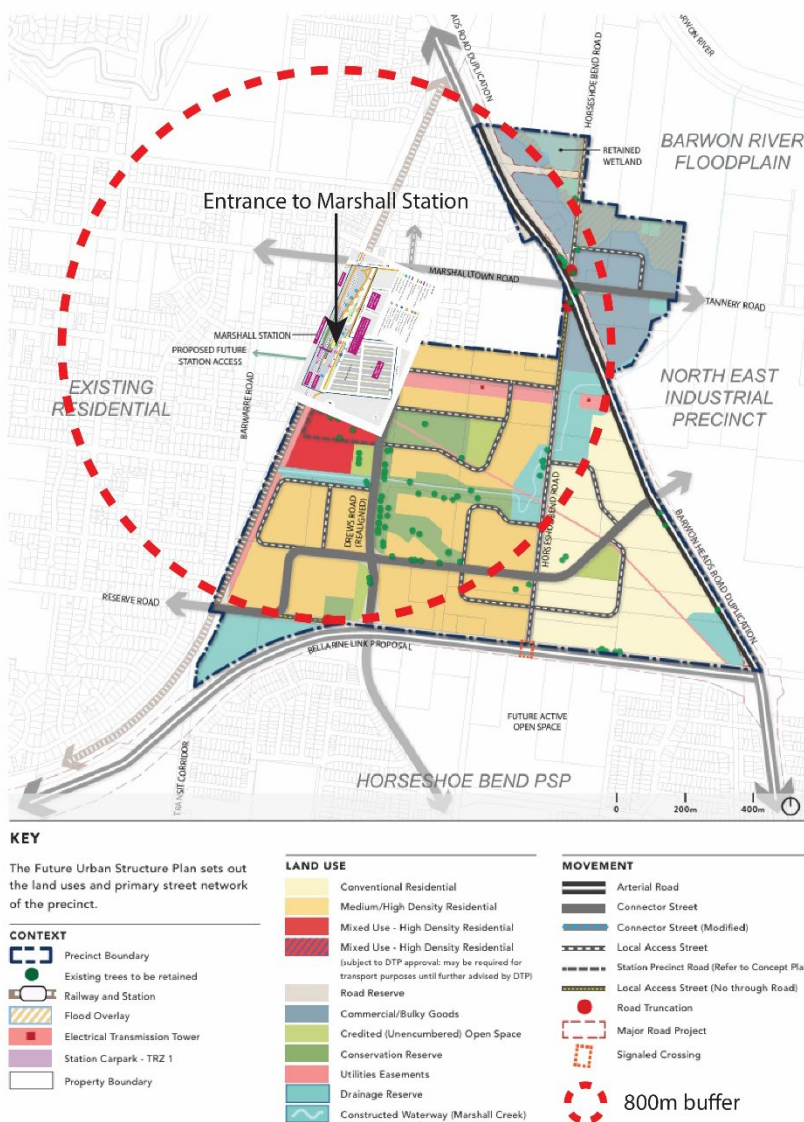 ADS ROAD DUPLICATION
HORSESHOE BEND ROAD
BARWON RIVER
RETAINED
WETLAND
BARWON RIVER
FLOODPLAIN
Entrance to Marshall Station
MARSHALLTOWN ROAD
TANNERY ROAD
MARSHALL STATION
PROPOSED FUTURE
STATION ACCESS
EXISTING
RESIDENTIAL
BARWARRE ROAD
NORTH EAST
INDUSTRIAL
PRECINCT
DREWS ROAD
(REALIGNED)
HORSESHOE BEND ROAD
BARWON HEADS ROAD DUPLICATION
RESERVE ROAD
BELLARINE LINK PROPOSAL
FUTURE ACTIVE
OPEN SPACE
TRANSIT CORRIDOR
HORSESHOE BEND PSP
0 200m 400m
KEY
The Future Urban Structure Plan sets out
the land uses and primary street network
of the precinct.
CONTEXT
Precinct Boundary
Existing trees to be retained
Railway and Station
Flood Overlay
Electrical Transmission Tower
Station Carpark - TRZ 1
Property Boundary
LAND USE
Conventional Residential
Medium/High Density Residential
Mixed Use - High Density Residential
Mixed Use - High Density Residential
(subject to DTP approval: may be required for
transport purposes until further advised by DTP)
Road Reserve
Commercial/Bulky Goods
Credited (Unencumbered) Open Space
Conservation Reserve
Utilities Easements
Drainage Reserve
Constructed Waterway (Marshall Creek)
MOVEMENT
Arterial Road
Connector Street
Connector Street (Modified)
Local Access Street
Station Precinct Road (Refer to Concept Pla
Local Access Street (No through Road)
Road Truncation
Major Road Project
Signaled Crossing
800m buffer